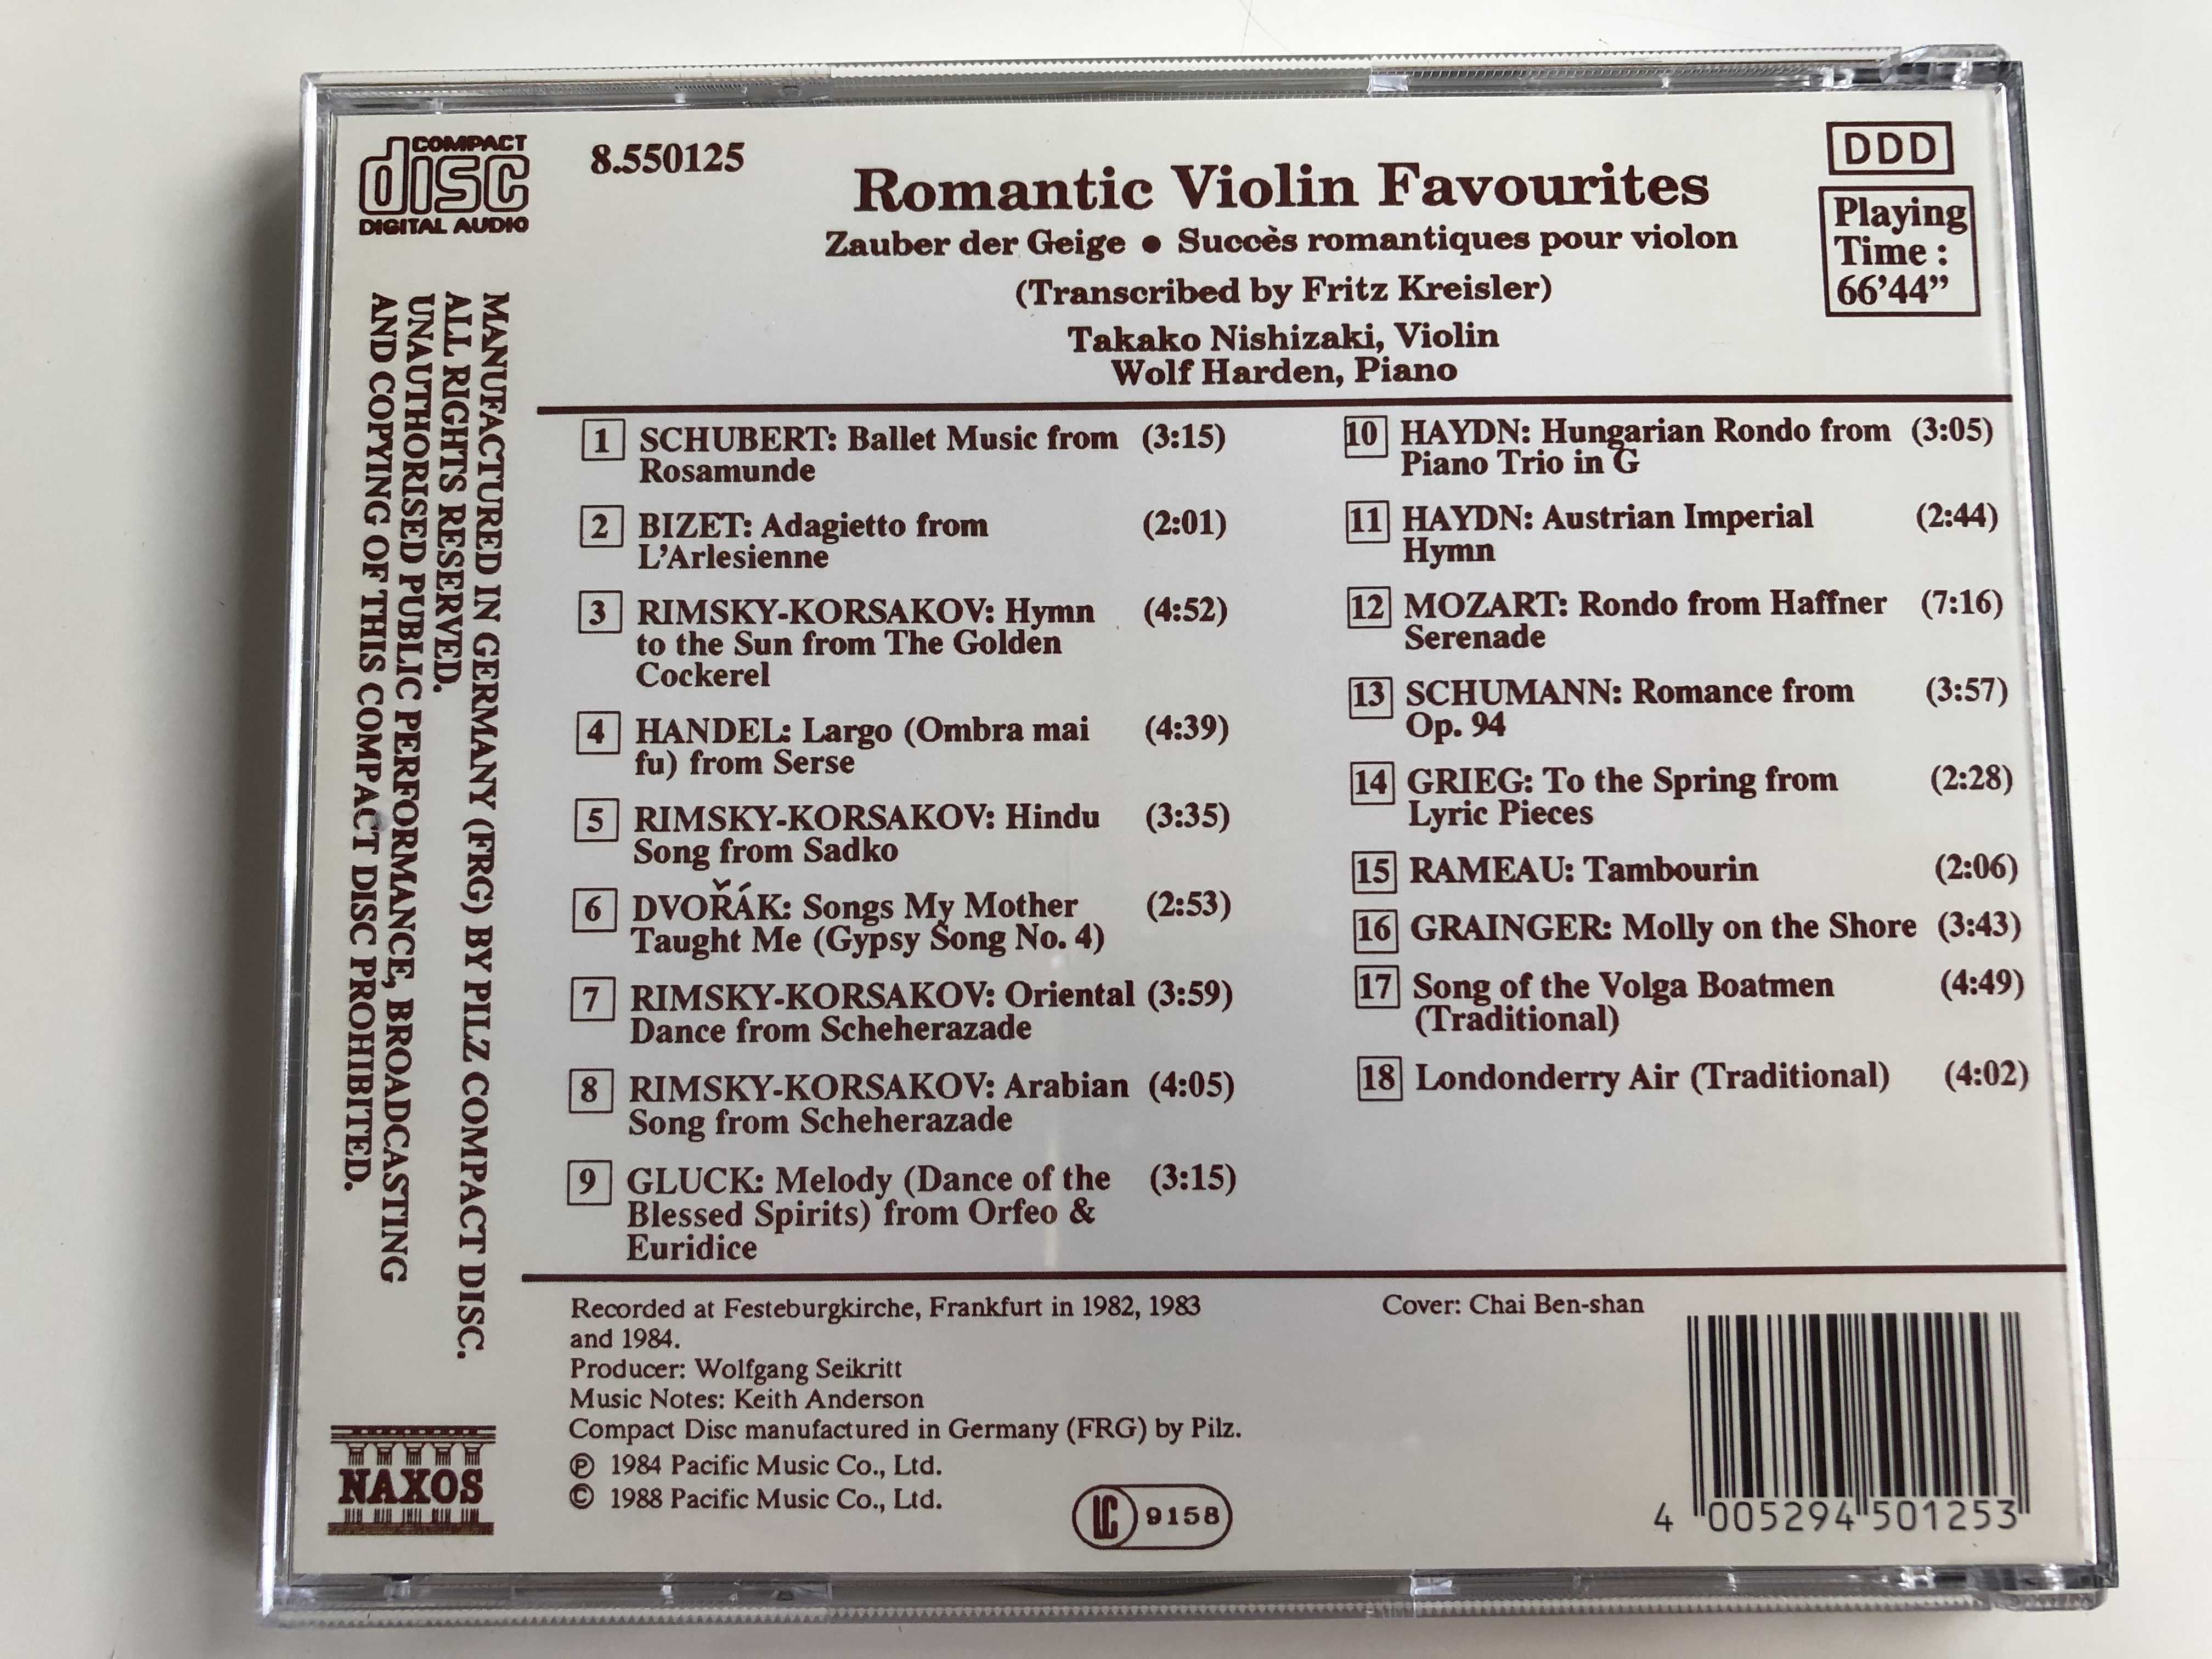 COMPACT
disc
DIGITAL AUDIO
8.550125
Romantic Violin Favourites
Zauber der Geige ● Succès romantiques pour violon
(Transcribed by Fritz Kreisler)
Takako Nishizaki, Violin
Wolf Harden, Piano
DDD
Playing
Time :
66'44”
MANUFACTURED IN GERMANY (FRG) BY PILZ COMPACT DISC.
ALL RIGHTS RESERVED.
UNAUTHORISED PUBLIC PERFORMANCE, BROADCASTING
AND COPYING OF THIS COMPACT DISC PROHIBITED.
1 SCHUBERT: Ballet Music from (3:15)
Rosamunde
2 BIZET: Adagietto from (2:01)
L'Arlesienne
3 RIMSKY-KORSAKOV: Hymn (4:52)
to the Sun from The Golden
Cockerel
4 HANDEL: Largo (Ombra mai (4:39)
fu) from Serse
5 RIMSKY-KORSAKOV: Hindu (3:35)
Song from Sadko
6 DVOŘÁK: Songs My Mother (2:53)
Taught Me (Gypsy Song No. 4)
7 RIMSKY-KORSAKOV: Oriental (3:59)
Dance from Scheherazade
8 RIMSKY-KORSAKOV: Arabian (4:05)
Song from Scheherazade
9 GLUCK: Melody (Dance of the (3:15)
Blessed Spirits) from Orfeo &
Euridice
10 HAYDN: Hungarian Rondo from (3:05)
Piano Trio in G
11 HAYDN: Austrian Imperial (2:44)
Hymn
12 MOZART: Rondo from Haffner (7:16)
Serenade
13 SCHUMANN: Romance from (3:57)
Op. 94
14 GRIEG: To the Spring from (2:28)
Lyric Pieces
15 RAMEAU: Tambourin (2:06)
16 GRAINGER: Molly on the Shore (3:43)
17 Song of the Volga Boatmen (4:49)
(Traditional)
18 Londonderry Air (Traditional) (4:02)
Recorded at Festeburgkirche, Frankfurt in 1982, 1983
and 1984.
Producer: Wolfgang Seikritt
Music Notes: Keith Anderson
Compact Disc manufactured in Germany (FRG) by Pilz.
℗ 1984 Pacific Music Co., Ltd.
© 1988 Pacific Music Co., Ltd.
Cover: Chai Ben-shan
NAXOS
LC 9158
4 005294 501253